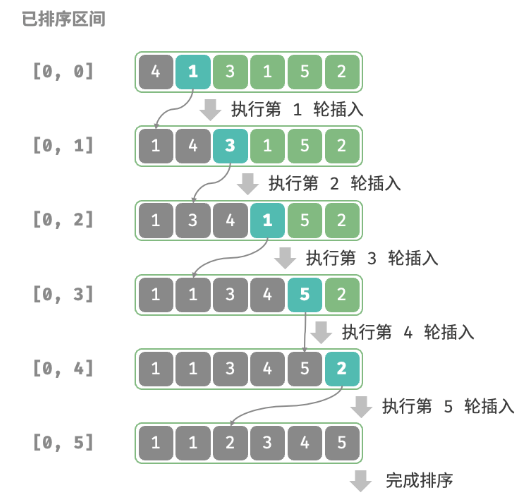 已排序区间
[0, 0] 4 1 3 1 5 2
执行第 1 轮插入
[0, 1] 1 4 3 1 5 2
执行第 2 轮插入
[0, 2] 1 3 4 1 5 2
执行第 3 轮插入
[0, 3] 1 1 3 4 5 2
执行第 4 轮插入
[0, 4] 1 1 3 4 5 2
执行第 5 轮插入
[0, 5] 1 1 2 3 4 5
完成排序